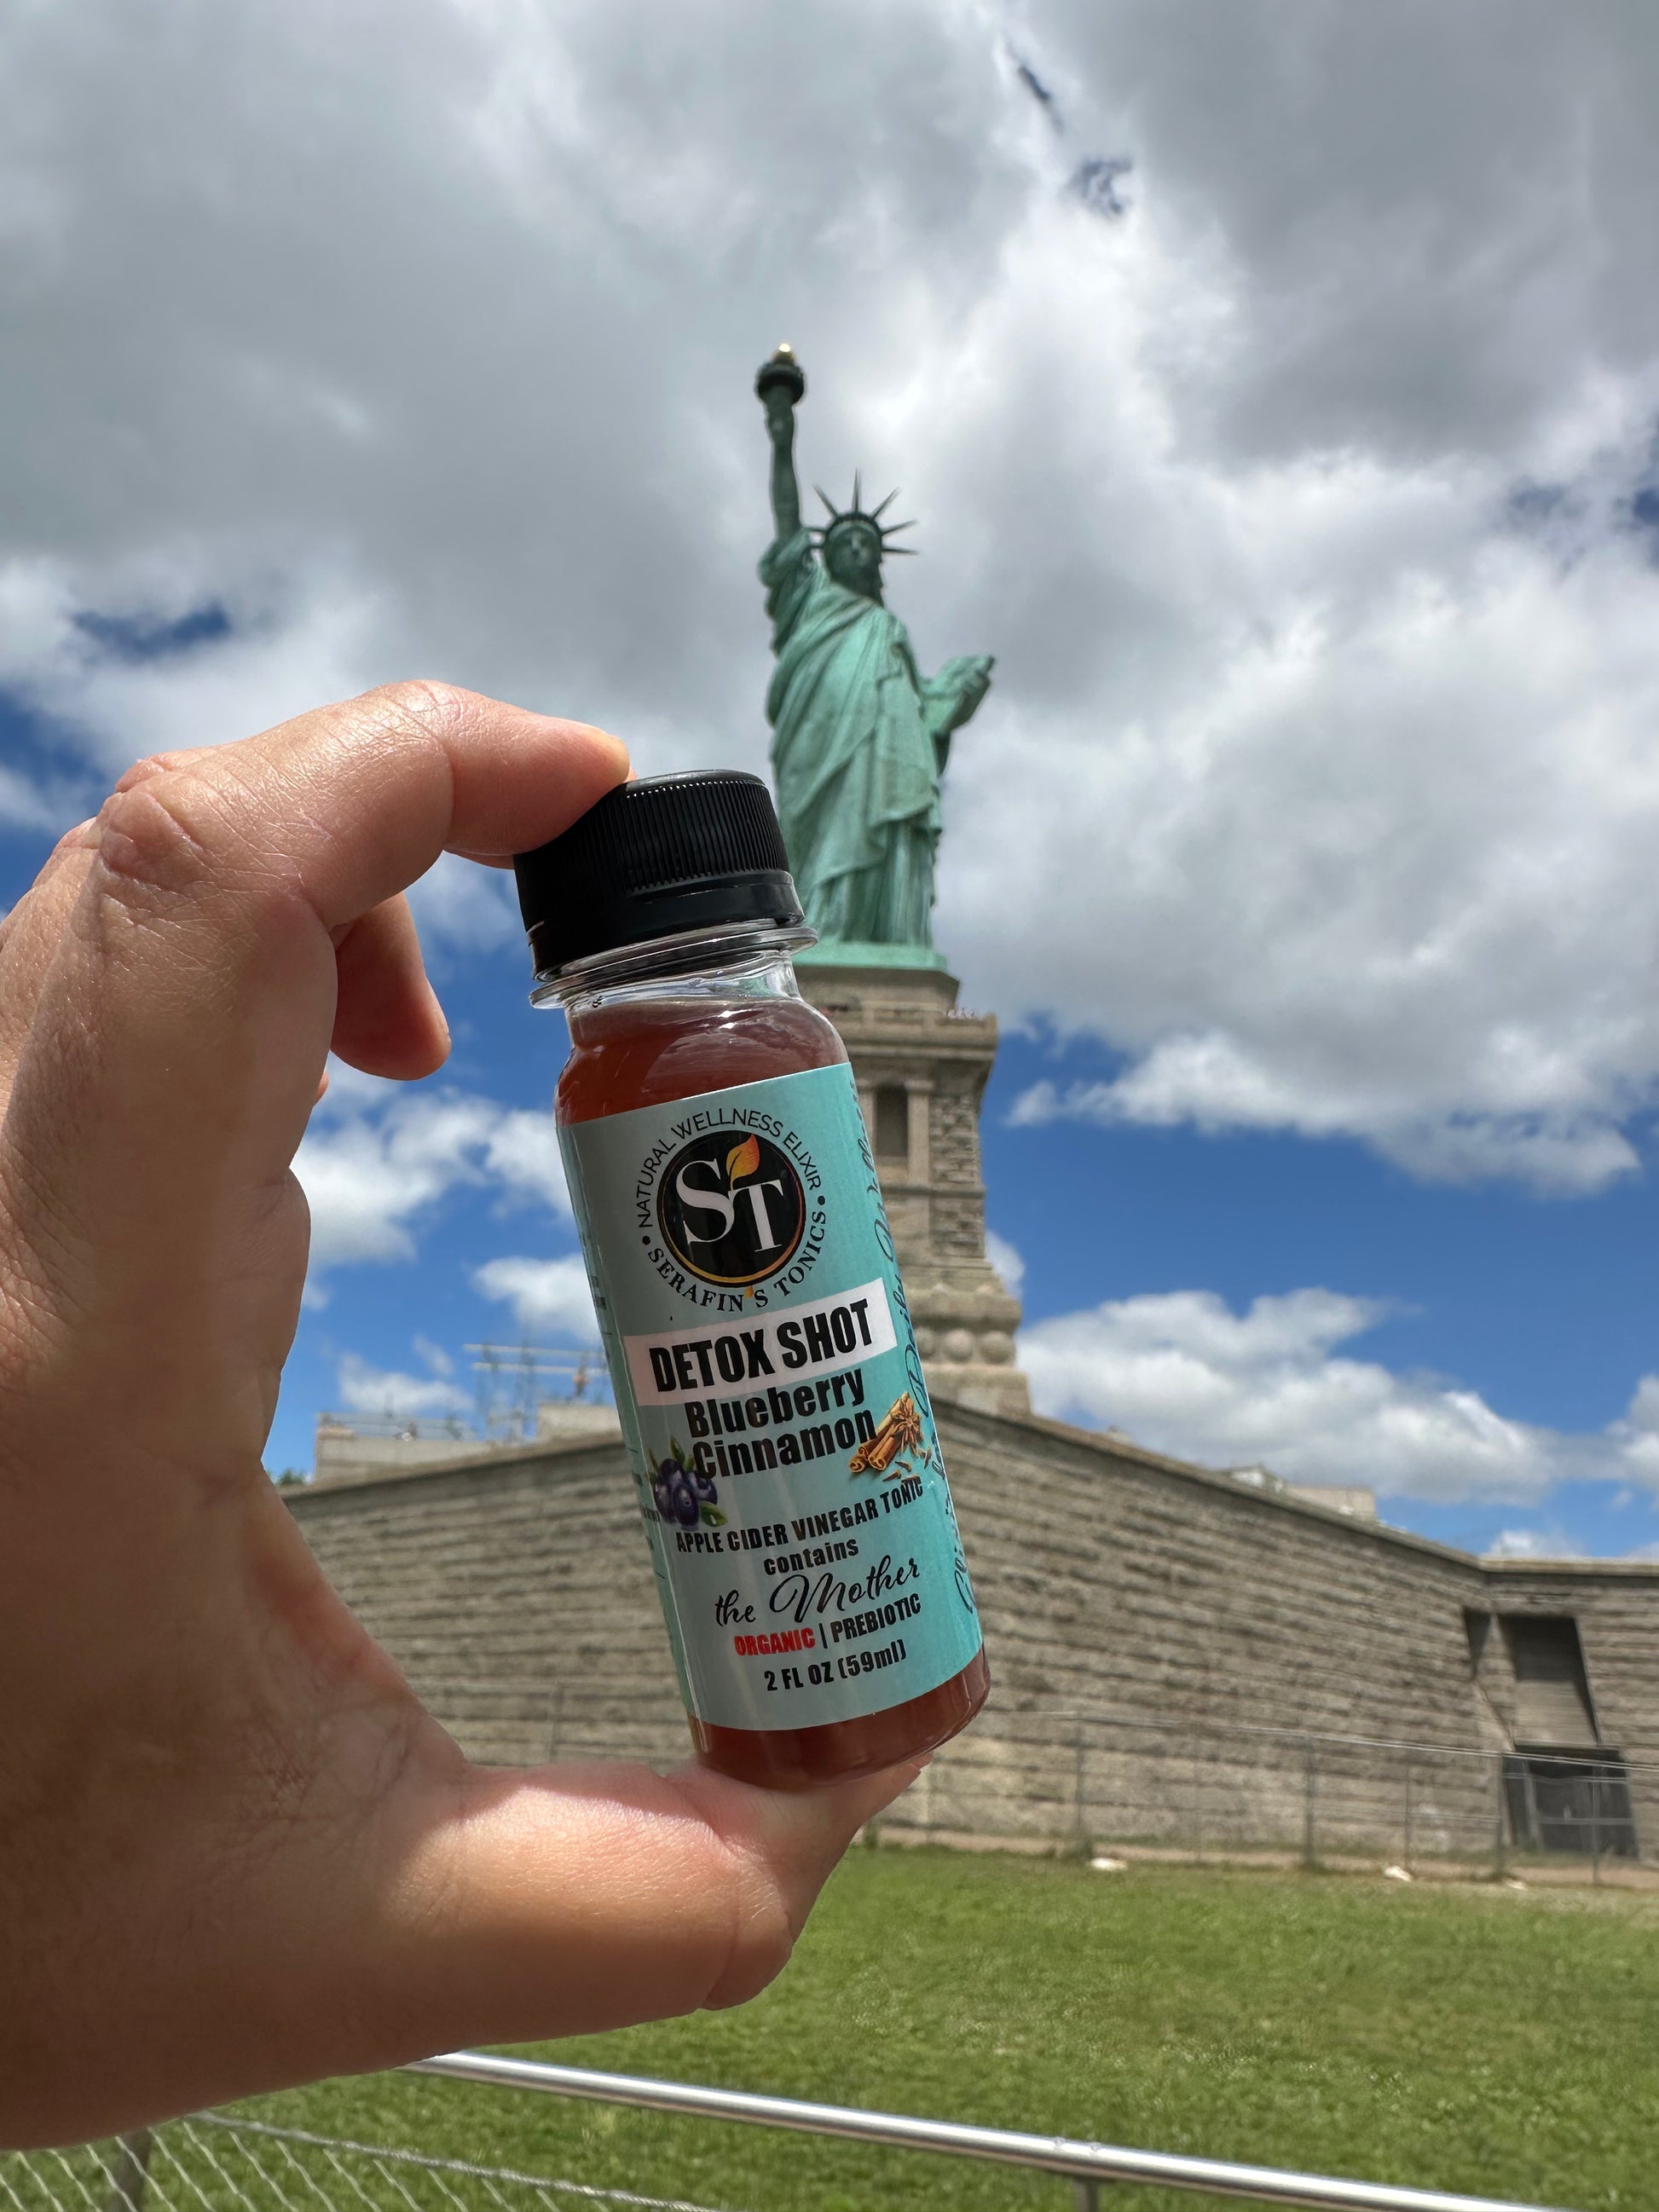 • NATURAL WELLNESS ELIXIR •
ST
SERAFIN'S TONICS
DETOX SHOT
Blueberry
Cinnamon
APPLE CIDER VINEGAR TONIC
contains
the Mother
ORGANIC | PREBIOTIC
2 FL OZ (59ml)